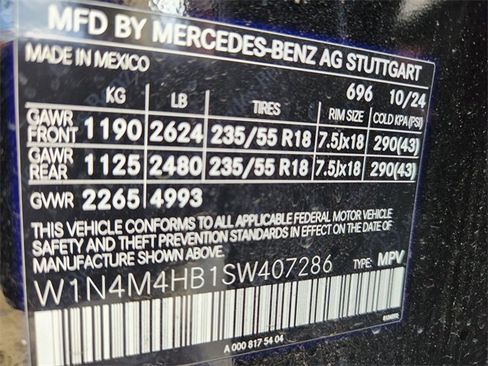 MFD BY MERCEDES-BENZ AG STUTTGART
MADE IN MEXICO 696 10/24
KG LB TIRES RIM SIZE COLD KPA(PSI)
GAWR FRONT 1190 2624 235/55 R18 7.5Jx18 290(43)
GAWR REAR 1125 2480 235/55 R18 7.5Jx18 290(43)
GVWR 2265 4993
THIS VEHICLE CONFORMS TO ALL APPLICABLE FEDERAL MOTOR VEHICLE
SAFETY AND THEFT PREVENTION STANDARDS IN EFFECT ON THE DATE
OF MANUFACTURE SHOWN ABOVE.
W1N4M4HB1SW407286 TYPE: MPV
A 000 817 54 04